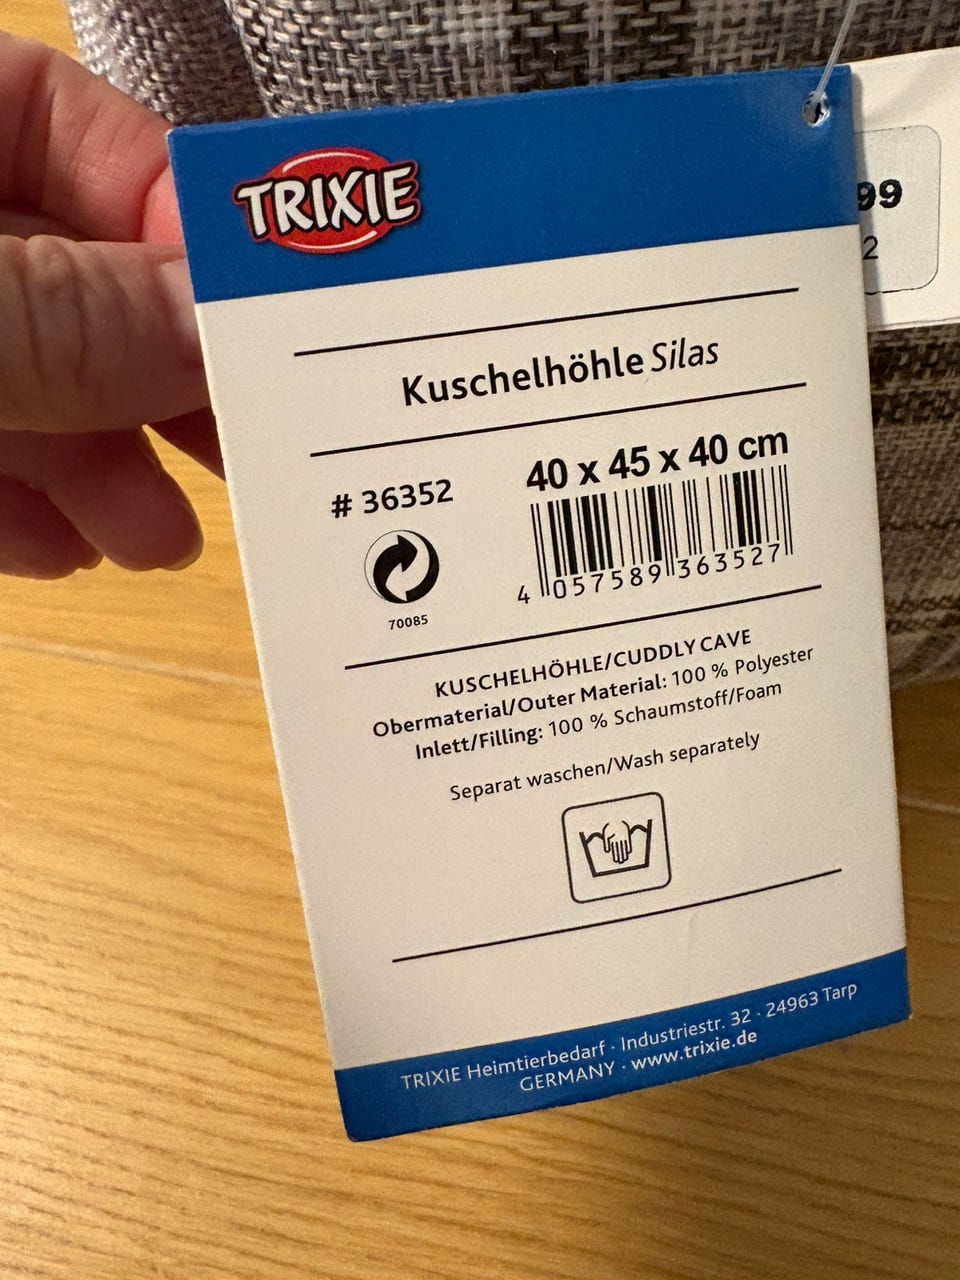 TRIXIE
99
2
Kuschelhöhle Silas
# 36352
40 x 45 x 40 cm
70085
4 057589 363527
KUSCHELHÖHLE/CUDDLY CAVE
Obermaterial/Outer Material: 100 % Polyester
Inlett/Filling: 100 % Schaumstoff/Foam
Separat waschen/Wash separately
TRIXIE Heimtierbedarf · Industriestr. 32 · 24963 Tarp
GERMANY · www.trixie.de